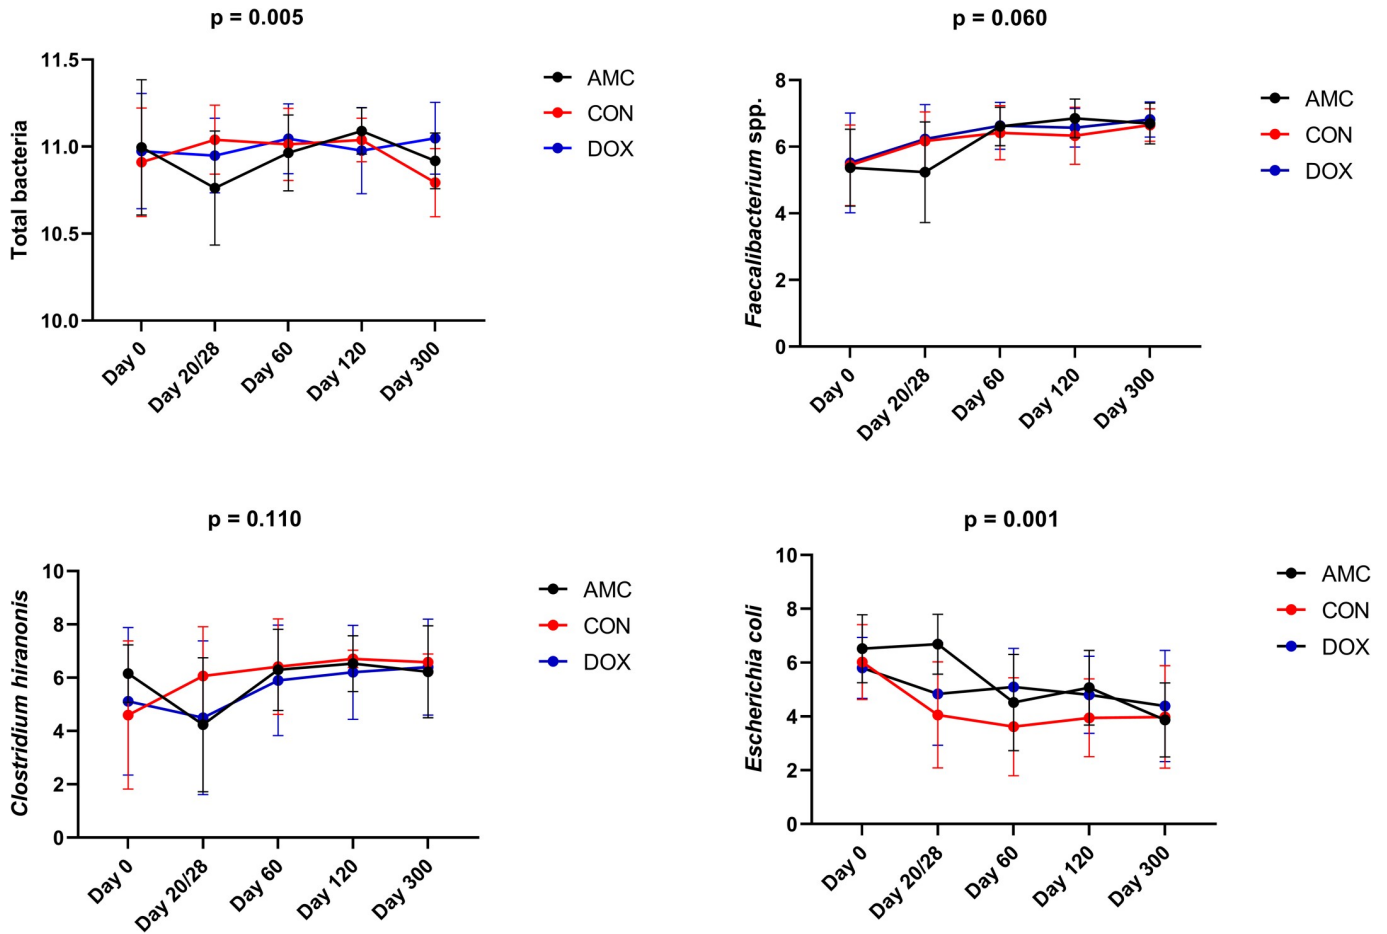 p = 0.005
Total bacteria
11.5
11.0
10.5
10.0
Day 0
Day 20/28
Day 60
Day 120
Day 300
AMC
CON
DOX
p = 0.060
Faecalibacterium spp.
8
6
4
2
0
Day 0
Day 20/28
Day 60
Day 120
Day 300
AMC
CON
DOX
p = 0.110
Clostridium hiranonis
10
8
6
4
2
0
Day 0
Day 20/28
Day 60
Day 120
Day 300
AMC
CON
DOX
p = 0.001
Escherichia coli
10
8
6
4
2
0
Day 0
Day 20/28
Day 60
Day 120
Day 300
AMC
CON
DOX